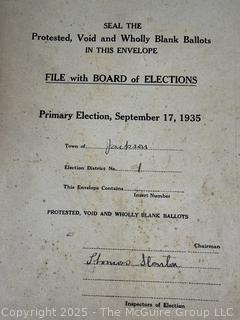 SEAL THE
Protested, Void and Wholly Blank Ballots
IN THIS ENVELOPE
FILE with BOARD of ELECTIONS
Primary Election, September 17, 1935
Town of Jackson
Election District No. 1
This Envelope Contains
Insert Number
PROTESTED, VOID AND WHOLLY BLANK BALLOTS
Chairman
Inspectors of Election
Copyright 2025 - The McGuire Group LLC